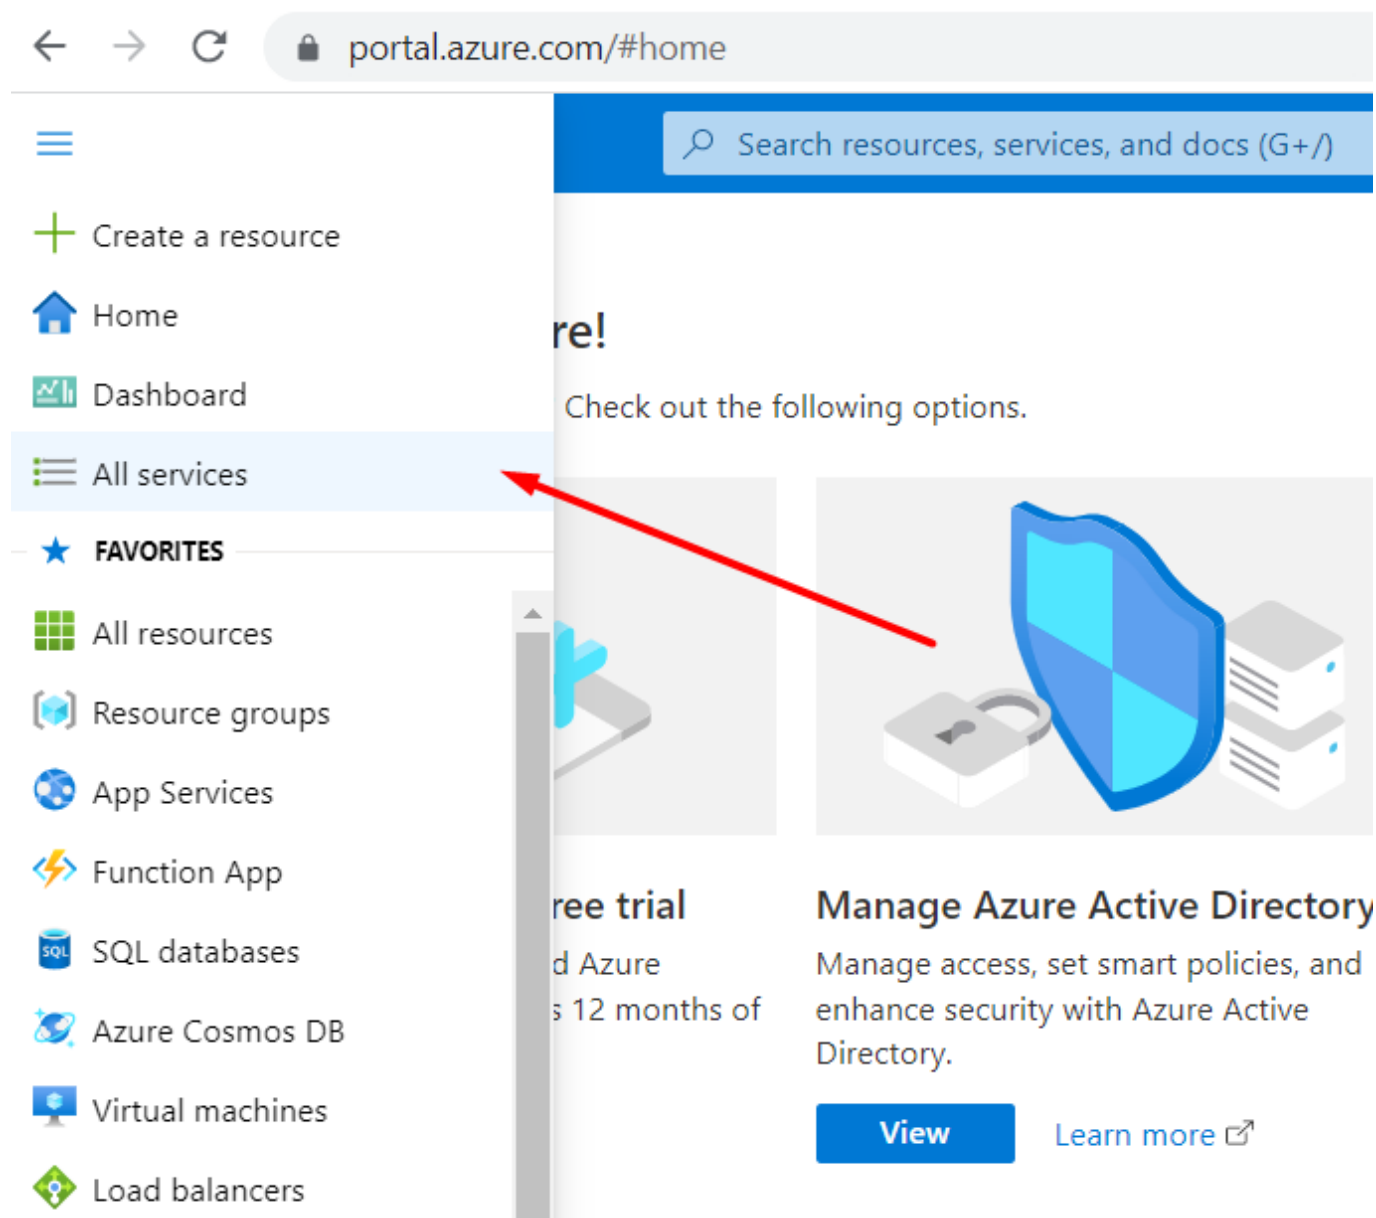 portal.azure.com/#home
Search resources, services, and docs (G+/)
Create a resource
Home
Dashboard
All services
FAVORITES
All resources
Resource groups
App Services
Function App
SQL databases
SQL
Azure Cosmos DB
Virtual machines
Load balancers
re!
Check out the following options.
ree trial
d Azure
s 12 months of
Manage Azure Active Directory
Manage access, set smart policies, and
enhance security with Azure Active
Directory.
View
Learn more